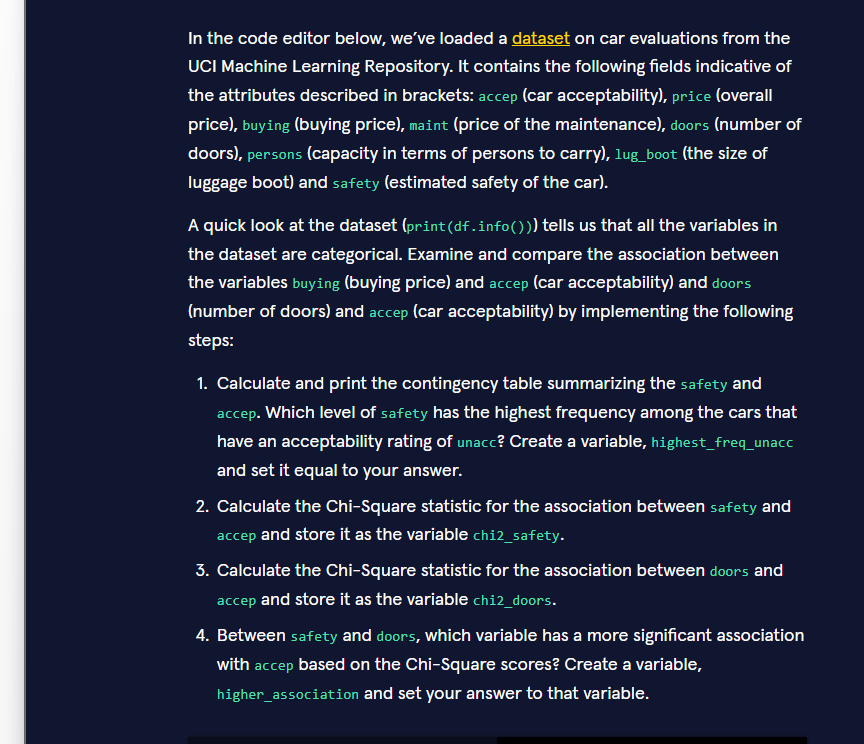 In the code editor below, we've loaded a dataset on car evaluations from the
UCI Machine Learning Repository. It contains the following fields indicative of
the attributes described in brackets: accep (car acceptability), price (overall
price), buying (buying price), maint (price of the maintenance), doors (number of
doors), persons (capacity in terms of persons to carry), lug_boot (the size of
luggage boot) and safety (estimated safety of the car).
A quick look at the dataset (print(df.info())) tells us that all the variables in
the dataset are categorical. Examine and compare the association between
the variables buying (buying price) and accep (car acceptability) and doors
(number of doors) and accep (car acceptability) by implementing the following
steps:
1. Calculate and print the contingency table summarizing the safety and
accep. Which level of safety has the highest frequency among the cars that
have an acceptability rating of unacc? Create a variable, highest_freq_unacc
and set it equal to your answer.
2. Calculate the Chi-Square statistic for the association between safety and
accep and store it as the variable chi2_safety.
3. Calculate the Chi-Square statistic for the association between doors and
accep and store it as the variable chi2_doors.
4. Between safety and doors, which variable has a more significant association
with accep based on the Chi-Square scores? Create a variable,
higher_association and set your answer to that variable.